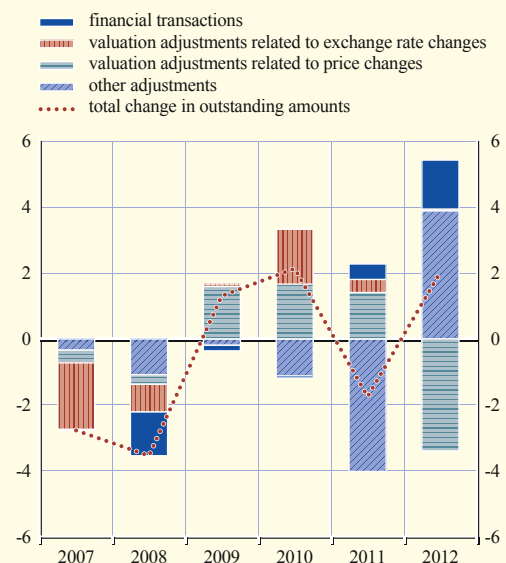 financial transactions
valuation adjustments related to exchange rate changes
valuation adjustments related to price changes
other adjustments
total change in outstanding amounts
6 6
4 4
2 2
0 0
-2 -2
-4 -4
-6 -6
2007 2008 2009 2010 2011 2012